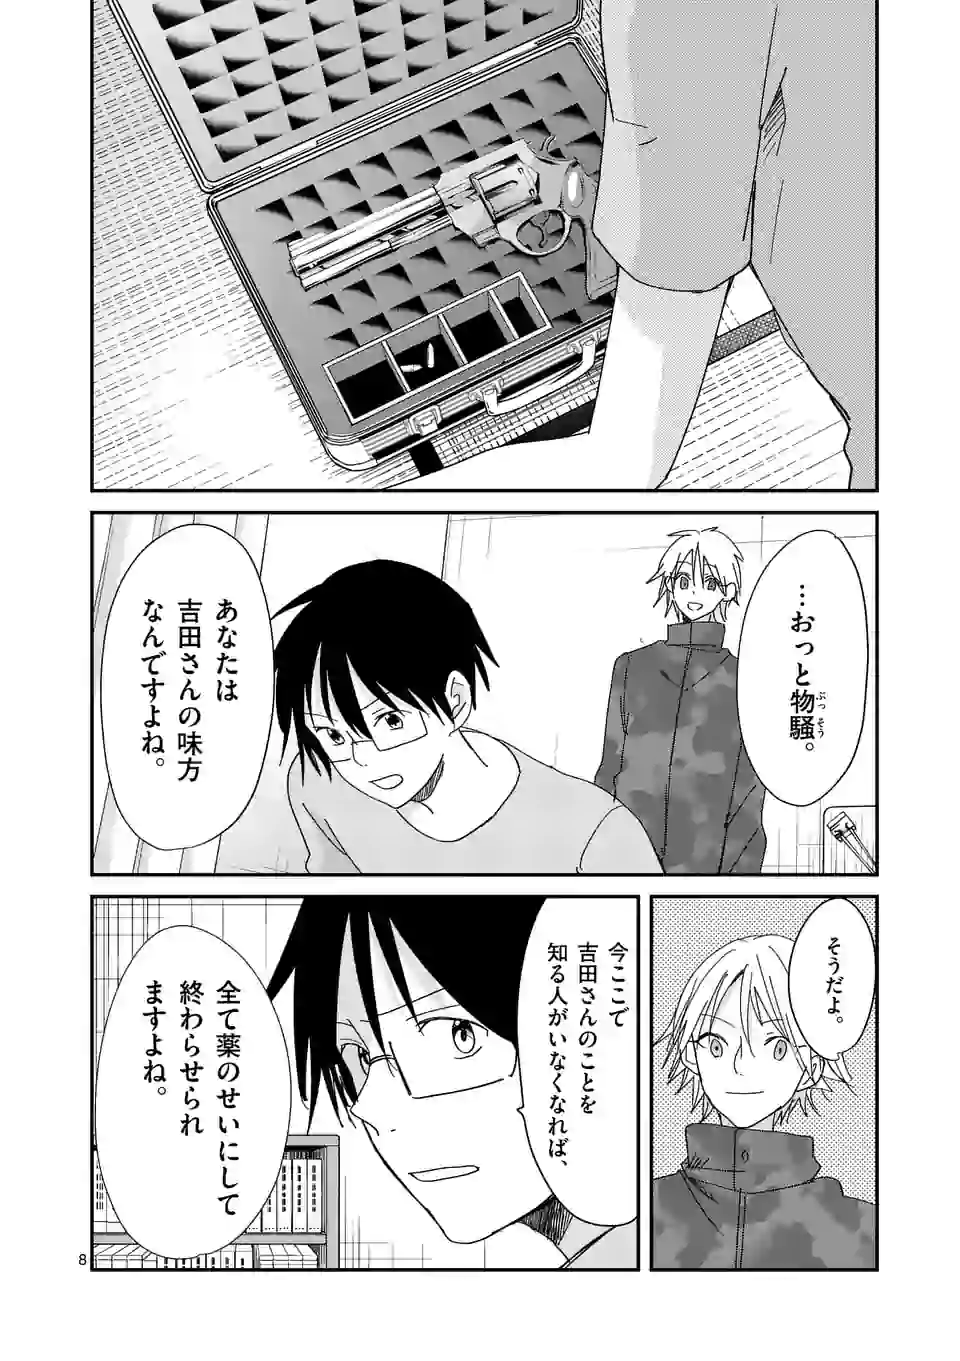 …おっと物騒。
ぶっそう
あなたは
吉田さんの味方
なんですよね。
そうだよ。
今ここで
吉田さんのことを
知る人がいなくなれば、
全て薬のせいにして
終わらせられ
ますよね。
8